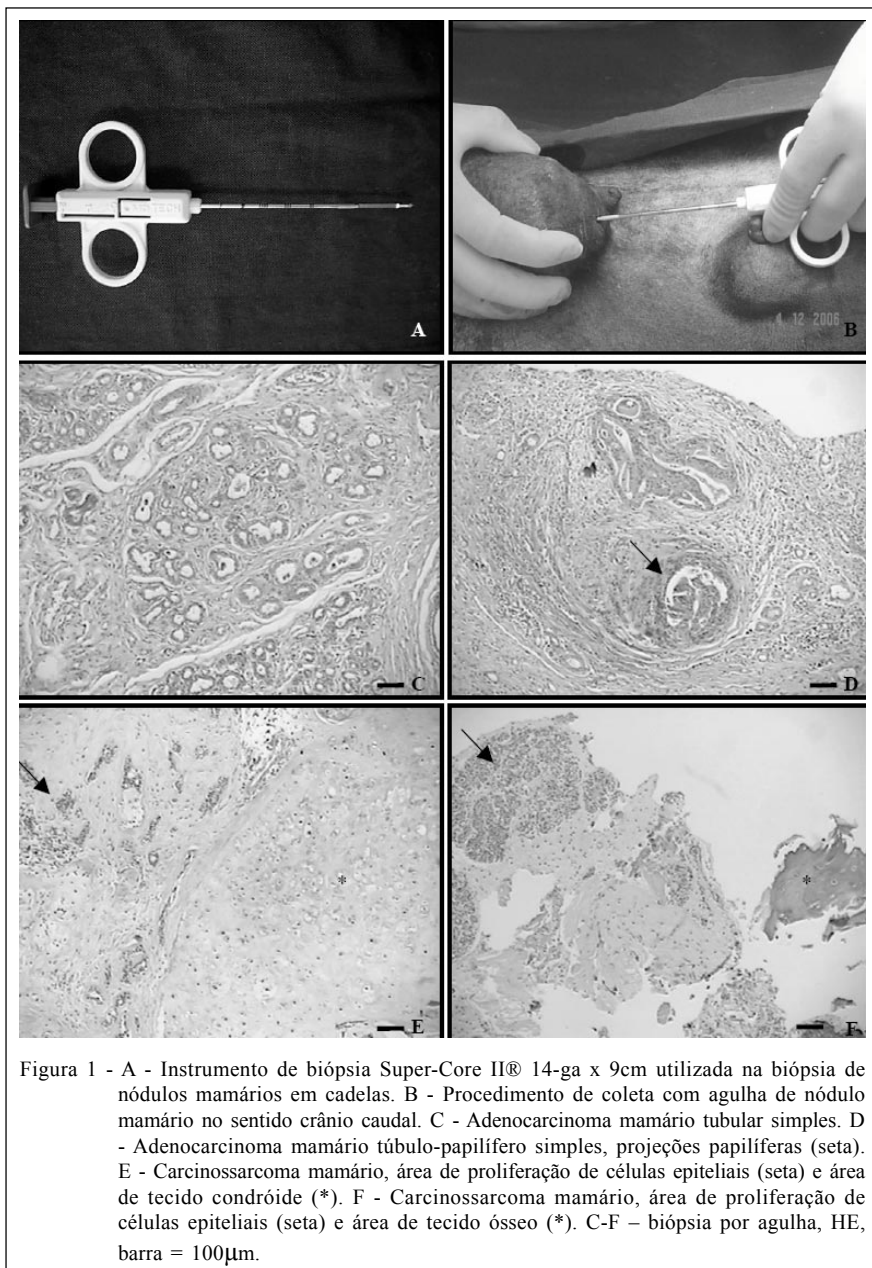 A
4 12 2006
B
C
D
*
E
*
F
Figura 1 - A - Instrumento de biópsia Super-Core II® 14-ga x 9cm utilizada na biópsia de
nódulos mamários em cadelas. B - Procedimento de coleta com agulha de nódulo
mamário no sentido crânio caudal. C - Adenocarcinoma mamário tubular simples. D
- Adenocarcinoma mamário túbulo-papilífero simples, projeções papilíferas (seta).
E - Carcinossarcoma mamário, área de proliferação de células epiteliais (seta) e área
de tecido condróide (*). F - Carcinossarcoma mamário, área de proliferação de
células epiteliais (seta) e área de tecido ósseo (*). C-F – biópsia por agulha, HE,
barra = 100μm.